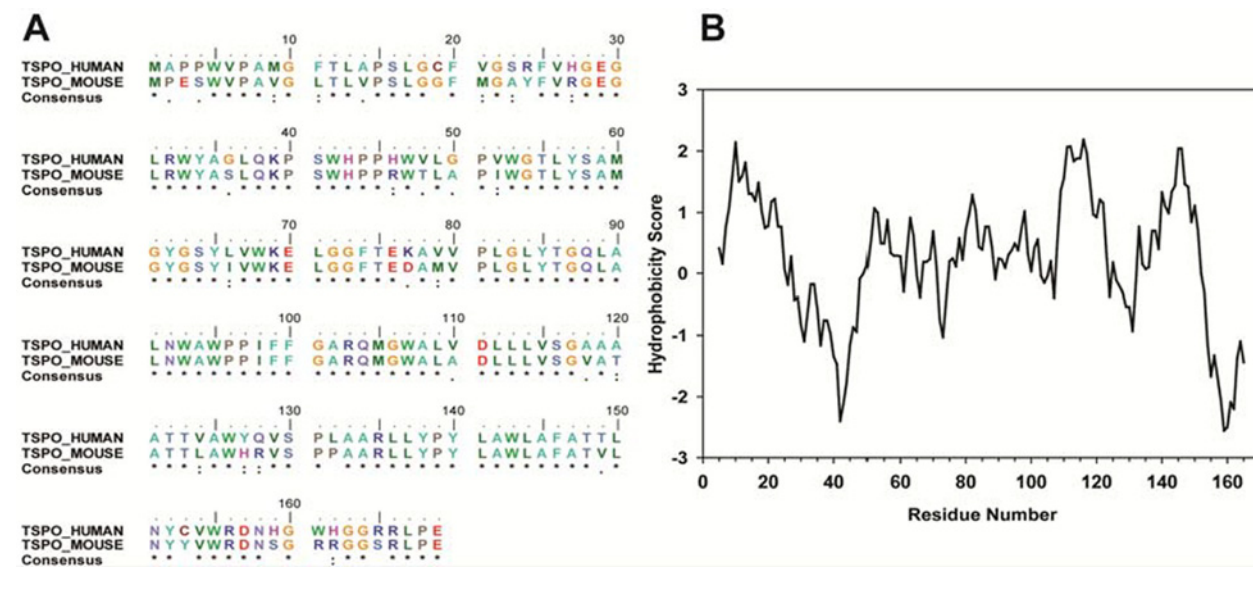 A
10 20 30
TSPO_HUMAN MAPPWVPAMG FTLAPSLGCF VGSRFVHGEG
TSPO_MOUSE MPESWVPAVG LTLVPSLGGF MGAYFVRGEG
Consensus *. .****:* *:*.**** * :*: **:***
40 50 60
TSPO_HUMAN LRWYAGLQKP SWHPPHWVLG PVWGTLYSAM
TSPO_MOUSE LRWYASLQKP SWHPPRWTLA PIWGTLYSAM
Consensus *****.**** *****:*.*. *:********
70 80 90
TSPO_HUMAN GYGSYLVWKE LGGFTEKAVV PLGLYTGQLA
TSPO_MOUSE GYGSYIVWKE LGGFTEDAMV PLGLYTGQLA
Consensus *****:**** ****** .*:* **********
100 110 120
TSPO_HUMAN LNWAWPPIFF GARQMGWALV DLLLVSGAAA
TSPO_MOUSE LNWAWPPIFF GARQMGWALA DLLLVSGVAT
Consensus ********** *********. *******.*:
130 140 150
TSPO_HUMAN ATTVAWYQVS PLAARLLYPY LAWLAFATTL
TSPO_MOUSE ATTLAWHRVS PPAARLLYPY LAWLAFATVL
Consensus ***:**::** * ******** ********.*
160
TSPO_HUMAN NYCVWRDNHG WHGGRRLPE
TSPO_MOUSE NYYVWRDNSG RRGGSRLPE
Consensus ** ***** * :** ****
B
Hydrophobicity Score
3
2
1
0
-1
-2
-3
0 20 40 60 80 100 120 140 160
Residue Number